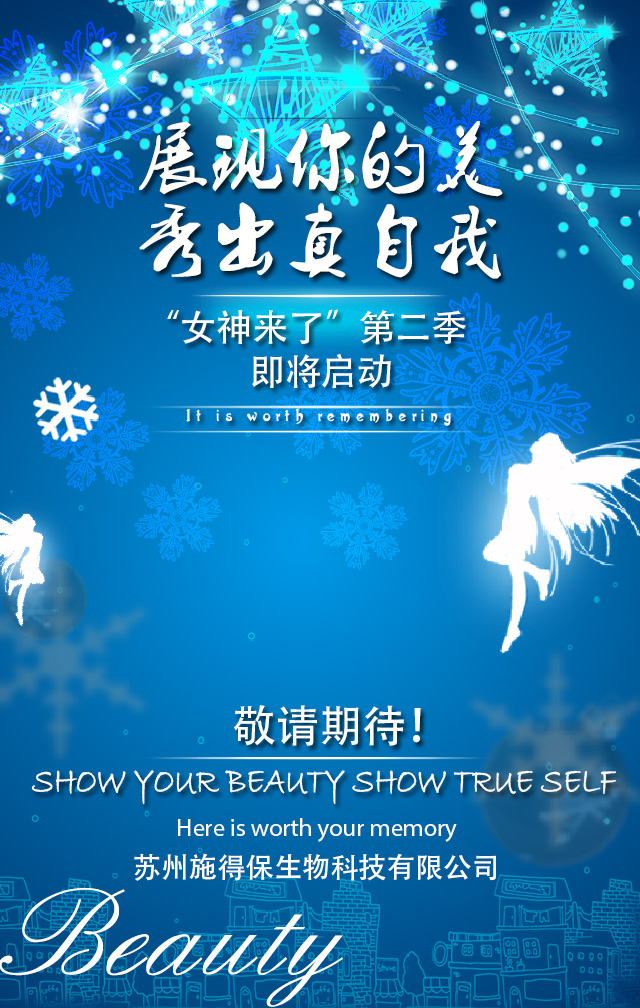 展现你的美
秀出真自我
“女神来了”第二季
即将启动
It is worth remembering
敬请期待！
SHOW YOUR BEAUTY SHOW TRUE SELF
Here is worth your memory
苏州施得保生物科技有限公司
Beauty